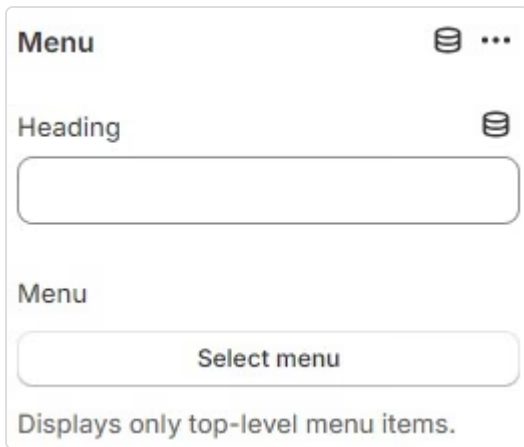 Menu
Heading
Menu
Select menu
Displays only top-level menu items.